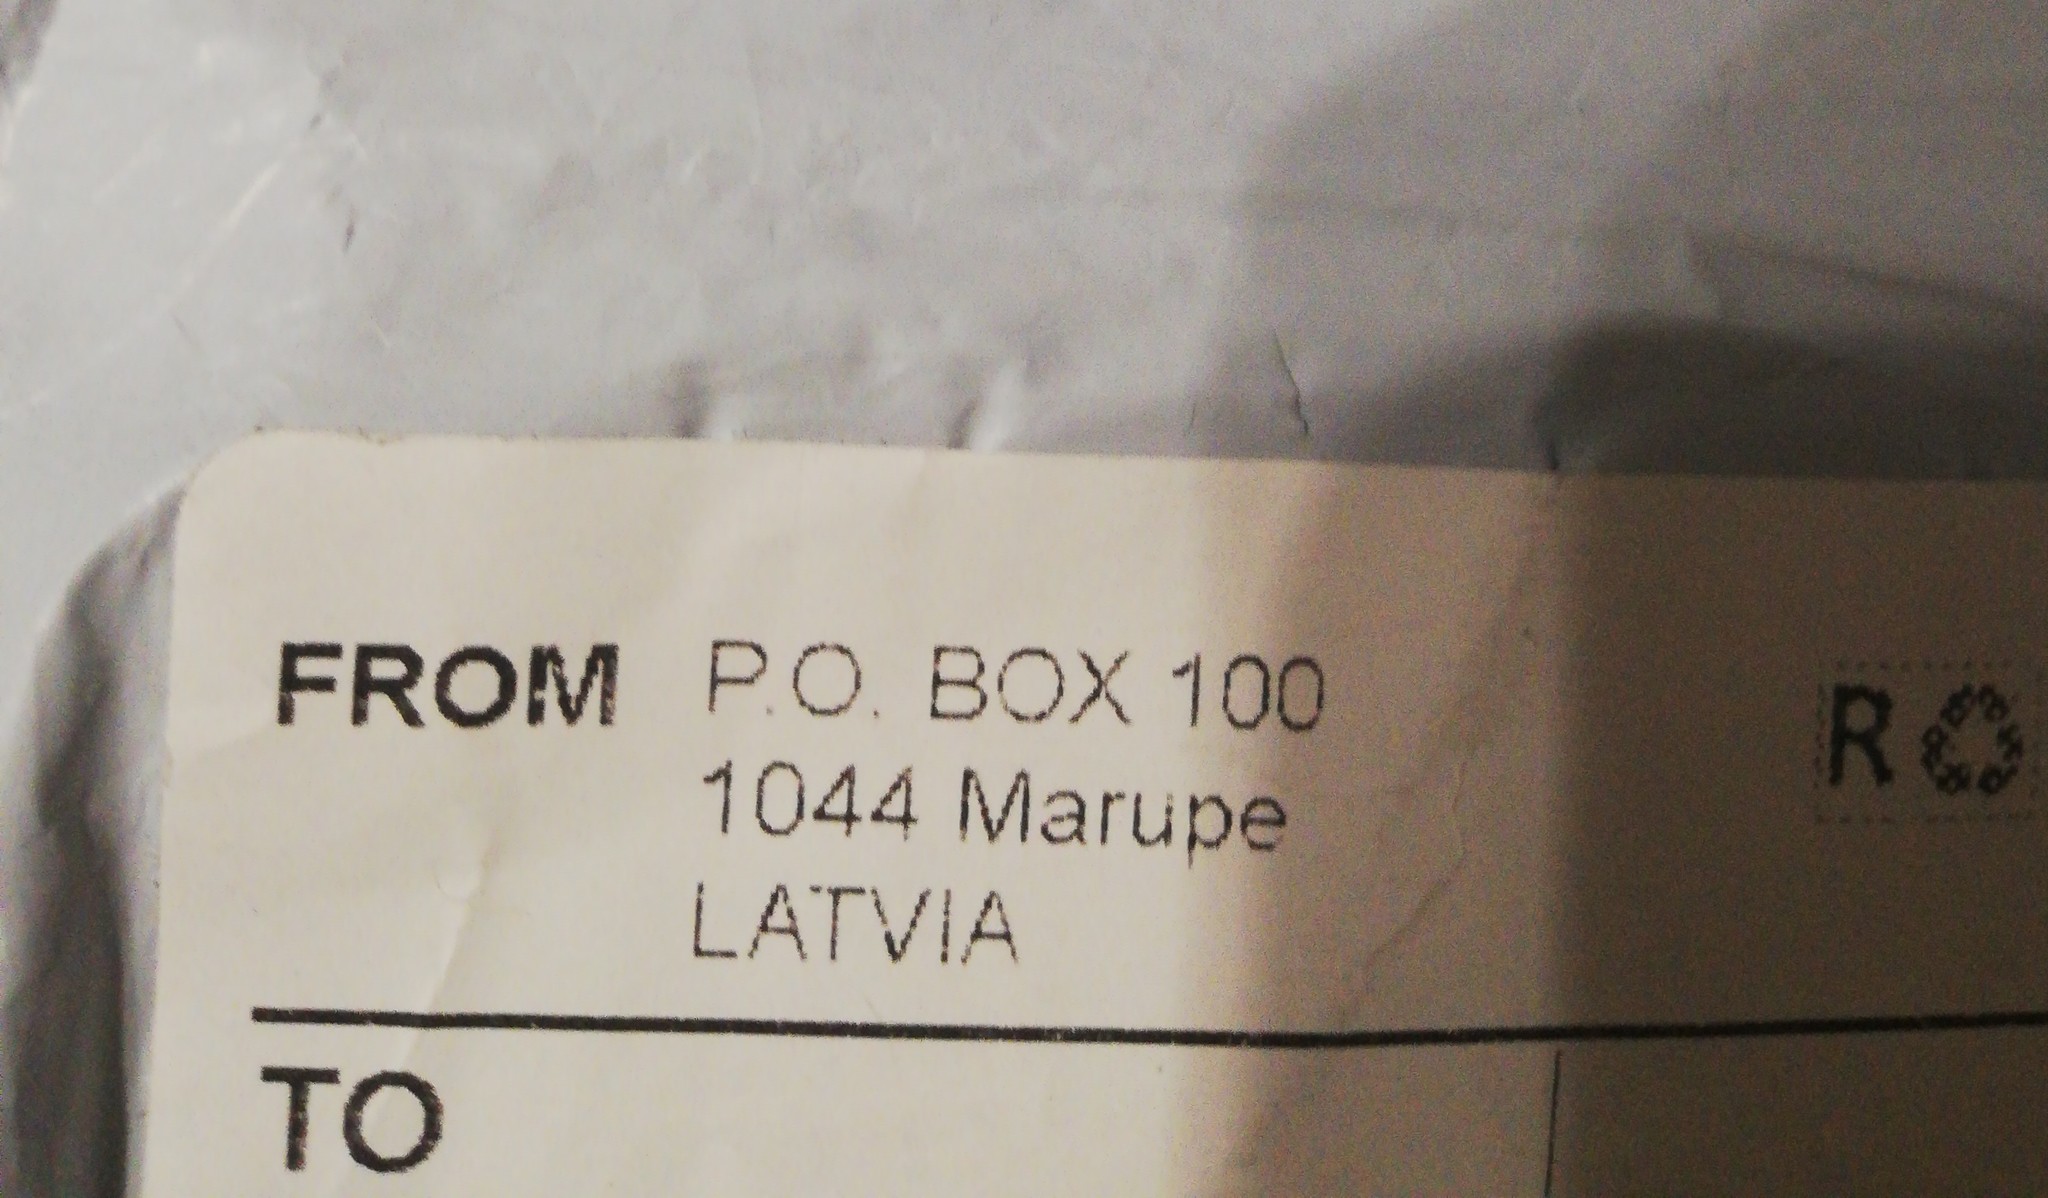 FROM P.O. BOX 100
1044 Marupe
LATVIA
R
TO